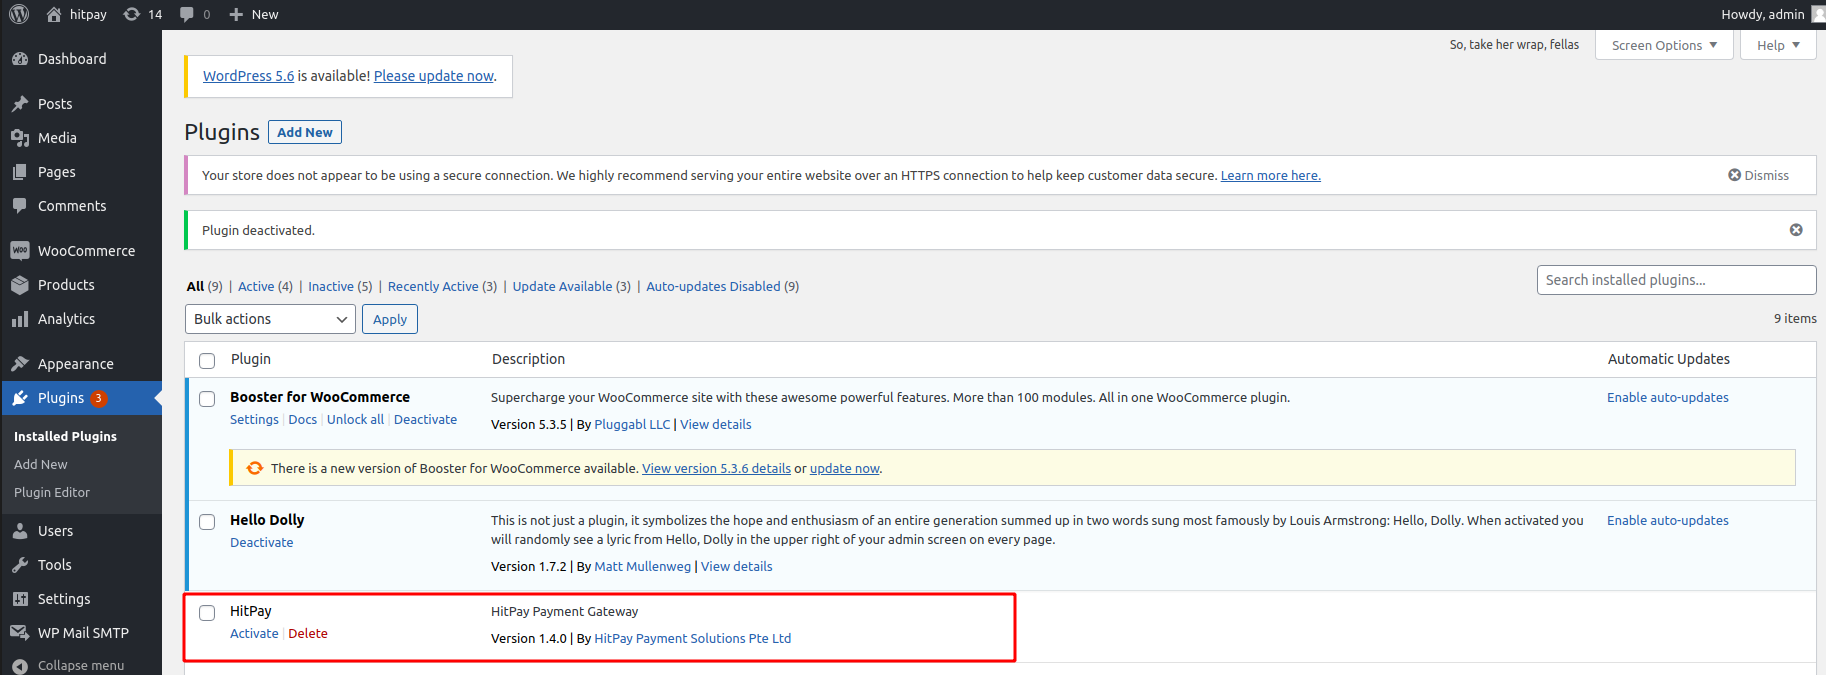 hitpay 14 0 New Howdy, admin
Dashboard
Posts
Media
Pages
Comments
WooCommerce
Products
Analytics
Appearance
Plugins 3
Installed Plugins
Add New
Plugin Editor
Users
Tools
Settings
WP Mail SMTP
Collapse menu
So, take her wrap, fellas Screen Options Help
WordPress 5.6 is available! Please update now.
Plugins Add New
Your store does not appear to be using a secure connection. We highly recommend serving your entire website over an HTTPS connection to help keep customer data secure. Learn more here. Dismiss
Plugin deactivated.
All (9) | Active (4) | Inactive (5) | Recently Active (3) | Update Available (3) | Auto-updates Disabled (9)
Search installed plugins...
Bulk actions Apply 9 items
Plugin Description Automatic Updates
Booster for WooCommerce Supercharge your WooCommerce site with these awesome powerful features. More than 100 modules. All in one WooCommerce plugin. Enable auto-updates
Settings | Docs | Unlock all | Deactivate Version 5.3.5 | By Pluggabl LLC | View details
There is a new version of Booster for WooCommerce available. View version 5.3.6 details or update now.
Hello Dolly This is not just a plugin, it symbolizes the hope and enthusiasm of an entire generation summed up in two words sung most famously by Louis Armstrong: Hello, Dolly. When activated you Enable auto-updates
Deactivate will randomly see a lyric from Hello, Dolly in the upper right of your admin screen on every page.
Version 1.7.2 | By Matt Mullenweg | View details
HitPay HitPay Payment Gateway
Activate | Delete Version 1.4.0 | By HitPay Payment Solutions Pte Ltd